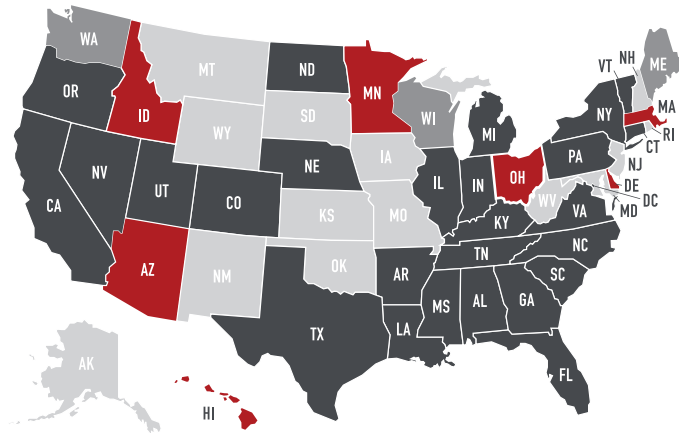 WA
MT
ND
MN
VT
NH
ME
OR
ID
SD
WI
MI
NY
MA
RI
CT
WY
IA
NE
PA
NJ
NV
UT
CO
IL
IN
OH
DE
DC
MD
CA
KS
MO
WV
VA
KY
NC
AZ
NM
OK
AR
TN
SC
MS
AL
GA
LA
TX
FL
AK
HI